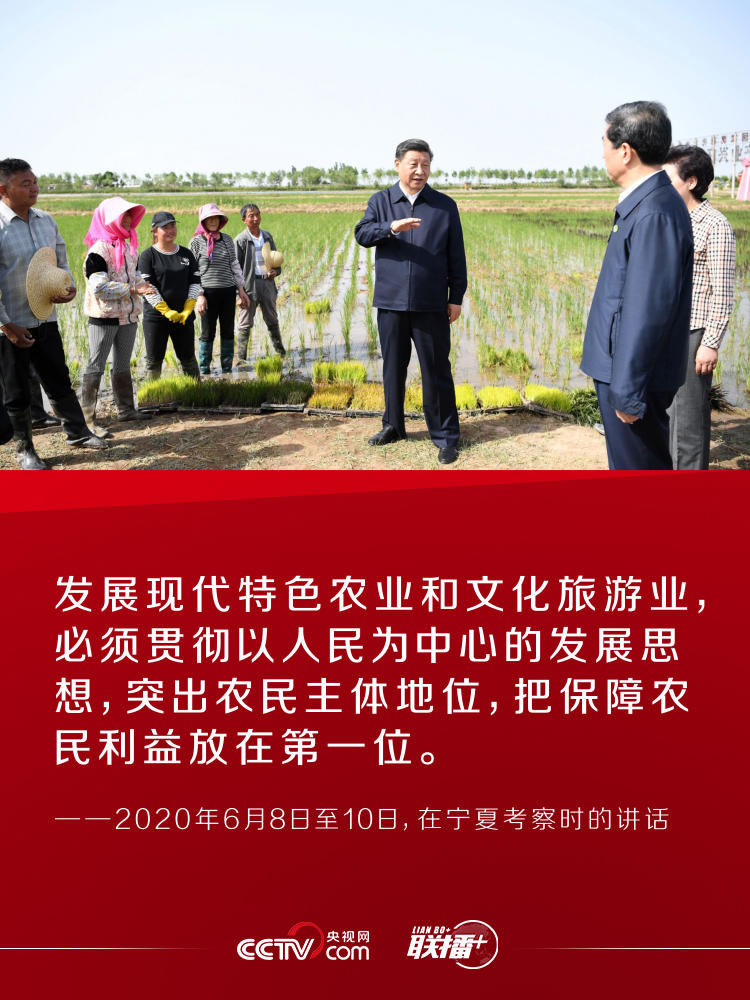 发展现代特色农业和文化旅游业，
必须贯彻以人民为中心的发展思
想，突出农民主体地位，把保障农
民利益放在第一位。
——2020年6月8日至10日，在宁夏考察时的讲话
CCTV 央视网
com
LIAN BO+
联播+